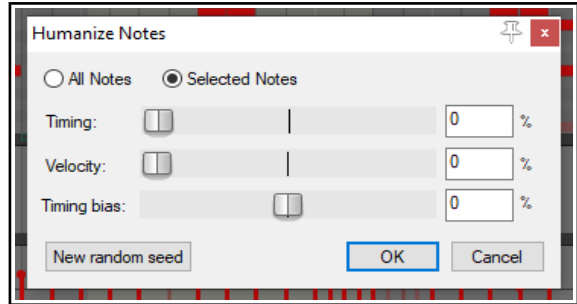 Humanize Notes
All Notes Selected Notes
Timing: 0 %
Velocity: 0 %
Timing bias: 0 %
New random seed OK Cancel